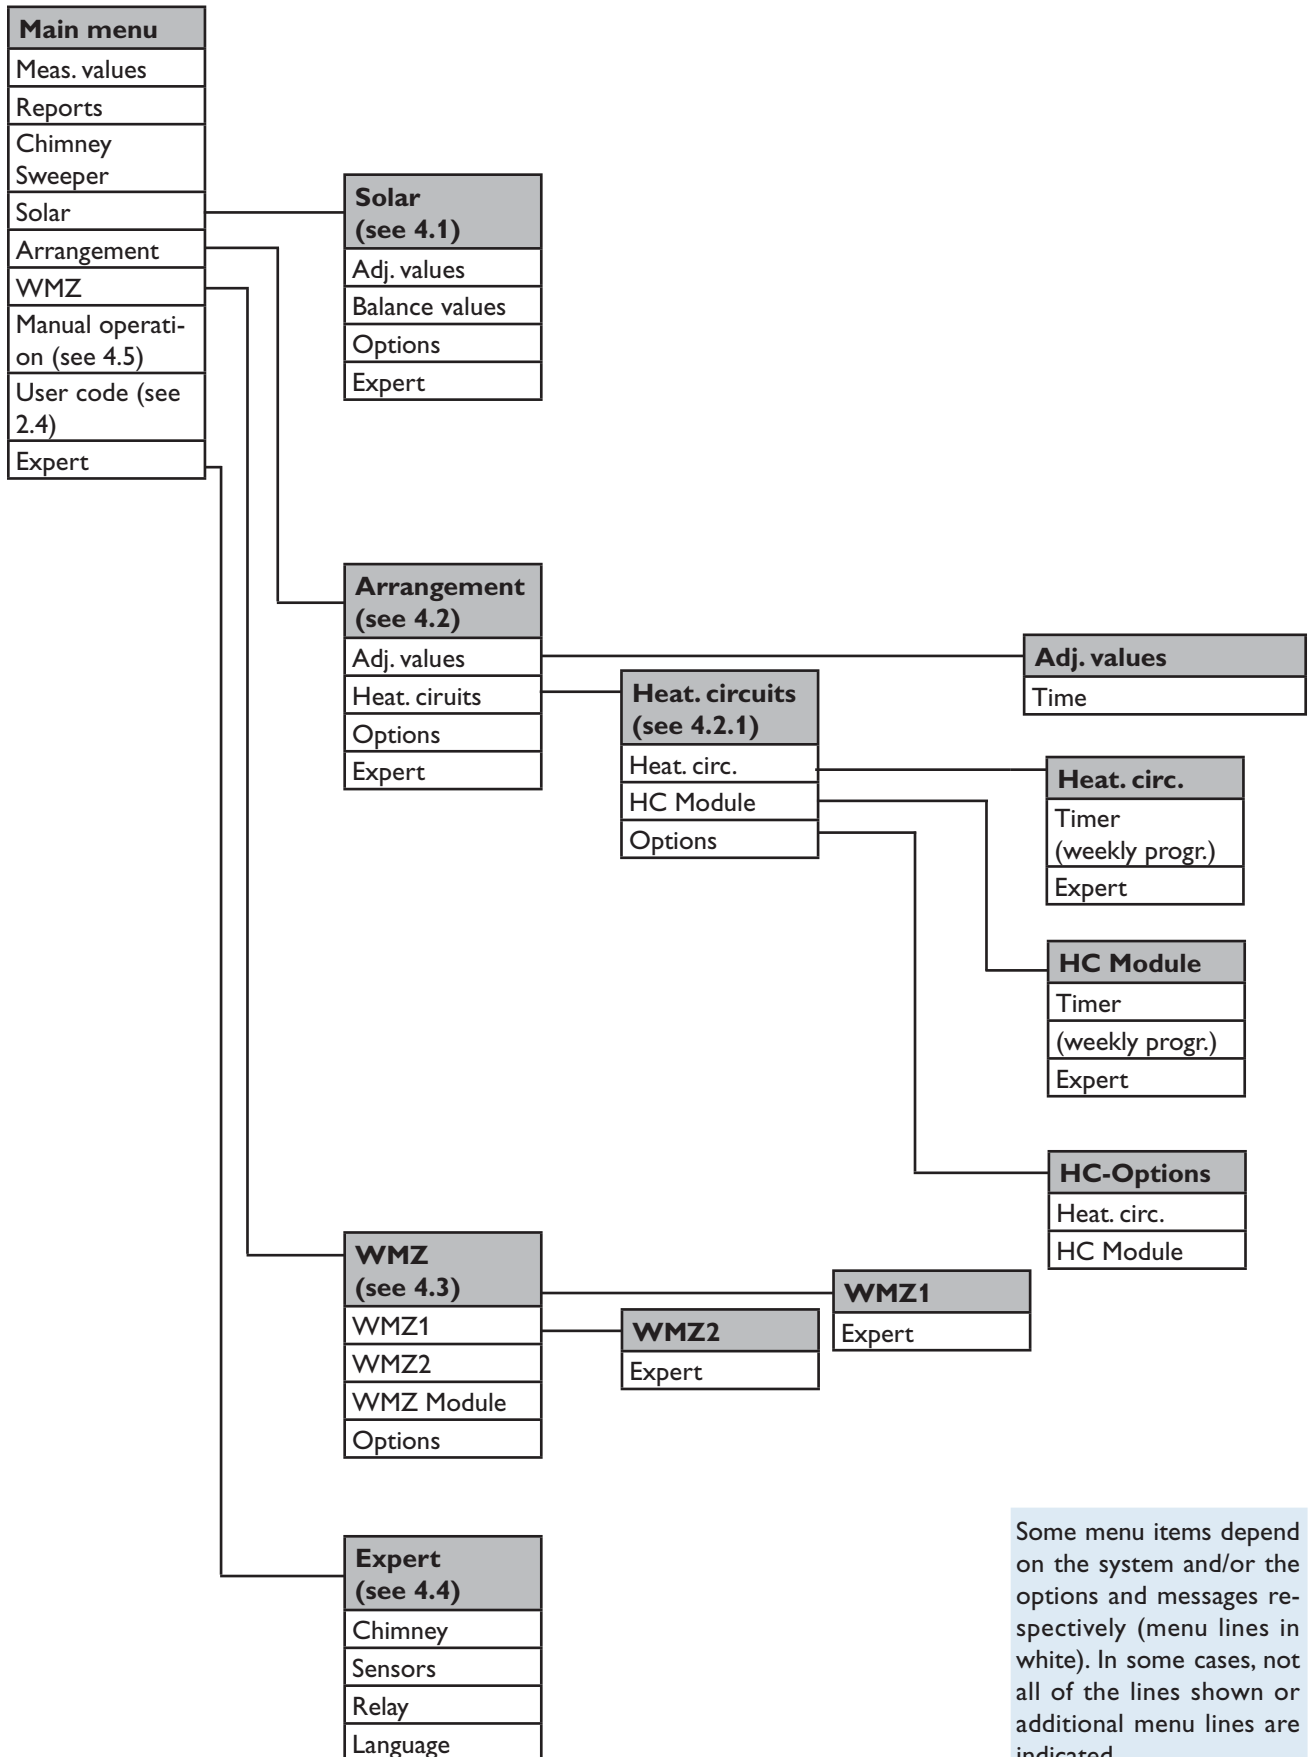 Main menu
Meas. values
Reports
Chimney
Sweeper
Solar
Arrangement
WMZ
Manual operati-
on (see 4.5)
User code (see
2.4)
Expert
Solar
(see 4.1)
Adj. values
Balance values
Options
Expert
Arrangement
(see 4.2)
Adj. values
Heat. ciruits
Options
Expert
Adj. values
Time
Heat. circuits
(see 4.2.1)
Heat. circ.
HC Module
Options
Heat. circ.
Timer
(weekly progr.)
Expert
HC Module
Timer
(weekly progr.)
Expert
HC-Options
Heat. circ.
HC Module
WMZ
(see 4.3)
WMZ1
WMZ2
WMZ Module
Options
WMZ2
Expert
WMZ1
Expert
Expert
(see 4.4)
Chimney
Sensors
Relay
Language
Some menu items depend
on the system and/or the
options and messages re-
spectively (menu lines in
white). In some cases, not
all of the lines shown or
additional menu lines are
indicated